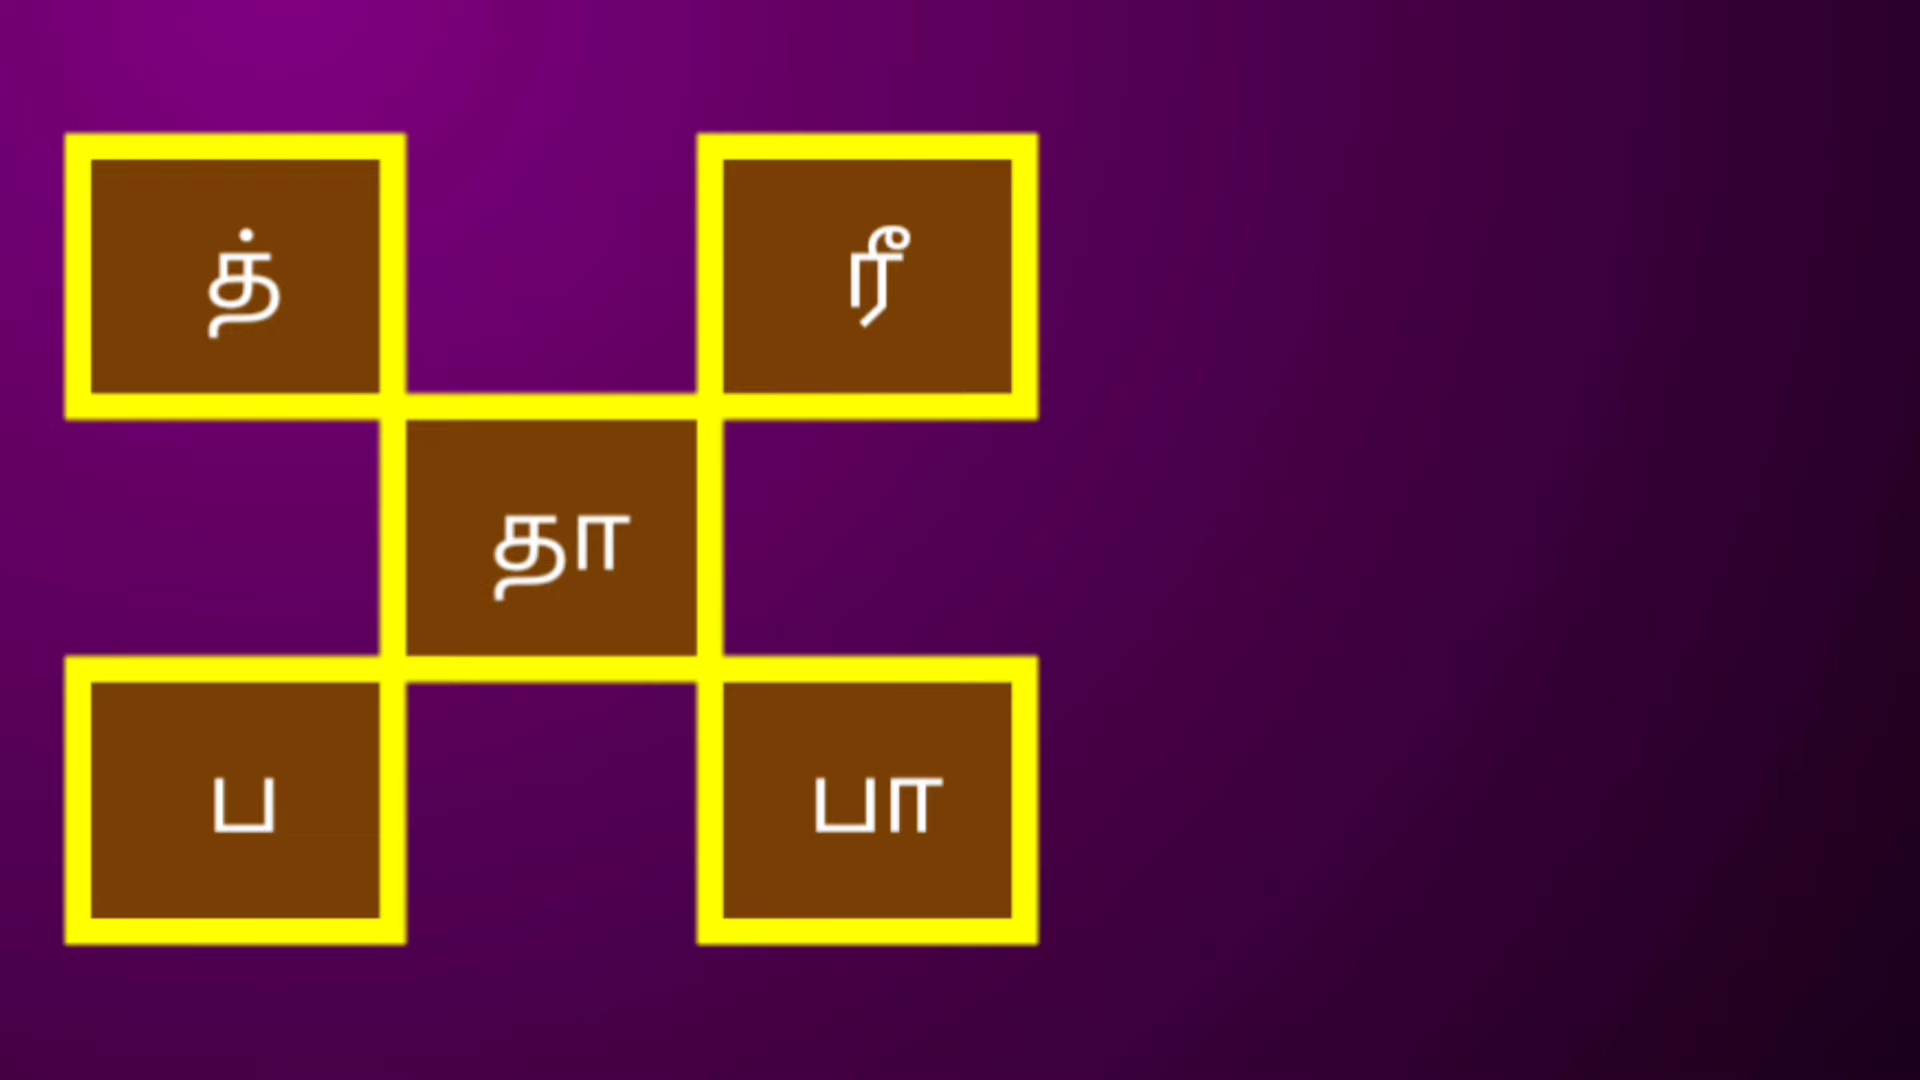 த் ரீ
தா
ப பா